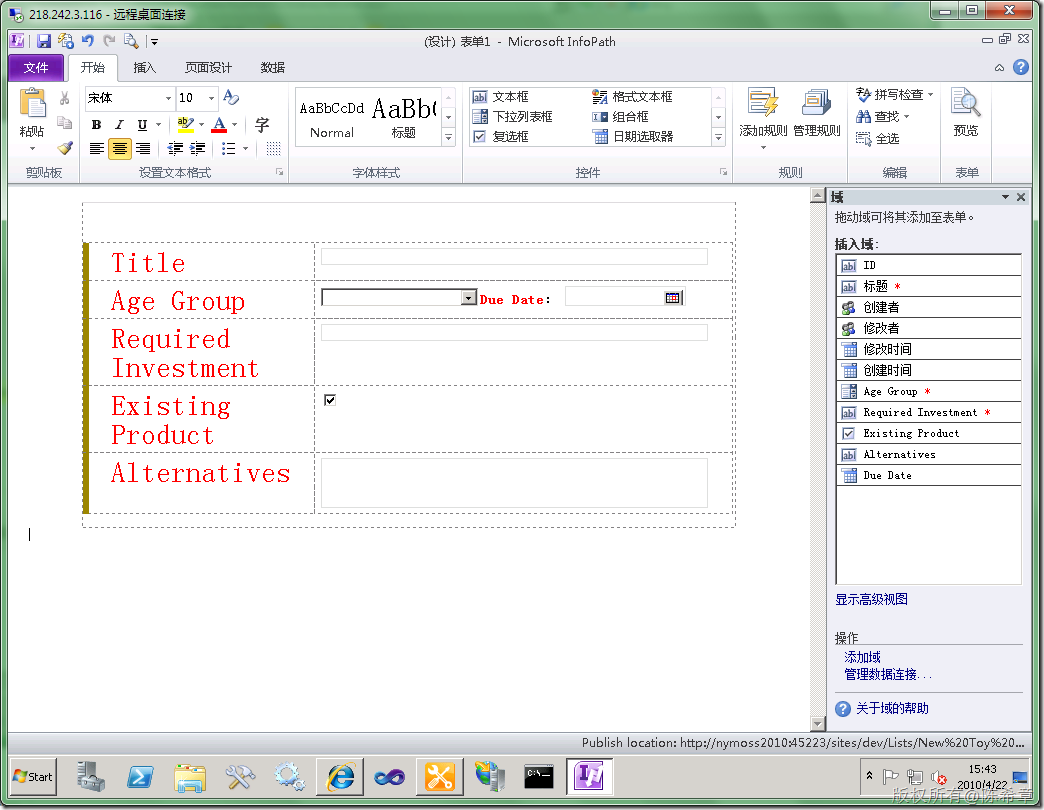 218.242.3.116 - 远程桌面连接
(设计) 表单1 - Microsoft InfoPath
文件 开始 插入 页面设计 数据
粘贴
剪贴板
宋体 10
B I U 字
设置文本格式
AaBbCcDd AaBb(
Normal 标题
字体样式
文本框 格式文本框
下拉列表框 组合框
复选框 日期选取器
控件
添加规则 管理规则
规则
拼写检查
查找
全选
编辑
预览
表单
Title
Age Group Due Date:
Required
Investment
Existing
Product
Alternatives
域
拖动域可将其添加至表单。
插入域:
ID
标题 *
创建者
修改者
修改时间
创建时间
Age Group *
Required Investment *
Existing Product
Alternatives
Due Date
显示高级视图
操作
添加域
管理数据连接...
关于域的帮助
Publish location: http://nymoss2010:45223/sites/dev/Lists/New%20Toy%20...
Start
C:\_
15:43
2010/4/22
版权所有@陈希章